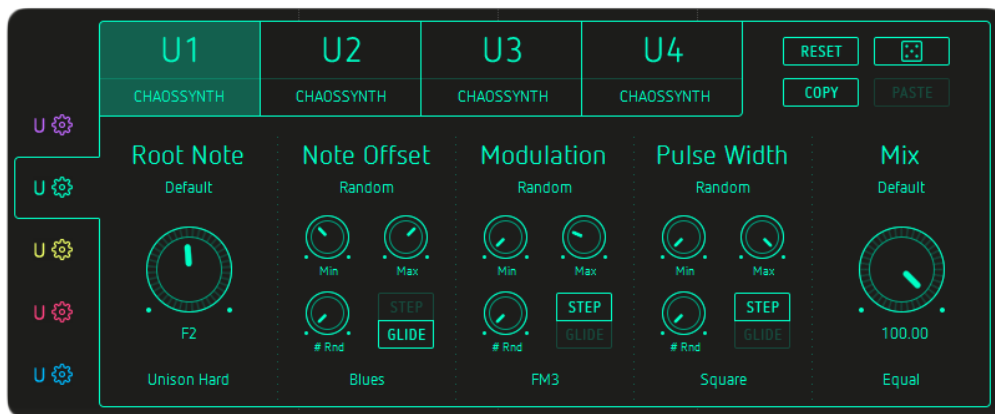 U1 U2 U3 U4 RESET
CHAOSSYNTH CHAOSSYNTH CHAOSSYNTH CHAOSSYNTH COPY PASTE
U
U
U
U
U
Root Note Note Offset Modulation Pulse Width Mix
Default Random Random Random Default
Min Max Min Max Min Max
STEP STEP STEP
F2 # Rnd GLIDE # Rnd GLIDE # Rnd GLIDE 100.00
Unison Hard Blues FM3 Square Equal